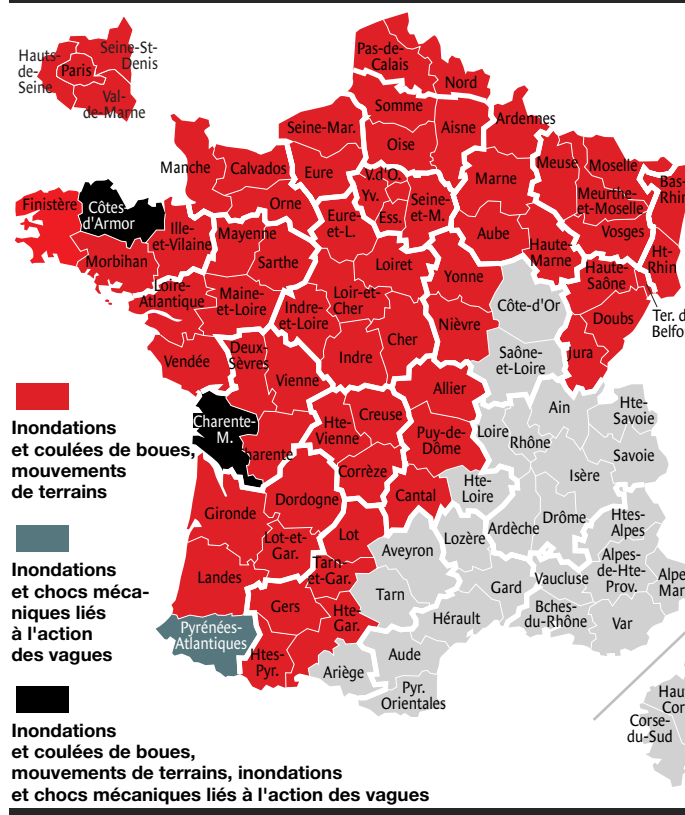 Hauts-
de-
Seine
Seine-St-
Denis
Paris
Val-
de-Marne
Pas-de-
Calais
Nord
Somme
Seine-Mar.
Oise
Aisne
Ardennes
Manche
Calvados
Eure
V.d'O.
Yv.
Ess.
Seine-
et-M.
Marne
Meuse
Moselle
Meurthe-
et-Moselle
Bas-
Rhin
Vosges
Ht-
Rhin
Finistère
Côtes-
d'Armor
Ille-
et-Vilaine
Morbihan
Orne
Mayenne
Sarthe
Eure-
et-L.
Aube
Haute-
Marne
Haute-
Saône
Ter. d
Belfo
Doubs
Jura
Loire-
Atlantique
Maine-
et-Loire
Indre-
et-Loire
Loir-et-
Cher
Loiret
Yonne
Côte-d'Or
Nièvre
Cher
Indre
Saône-
et-Loire
Vendée
Deux-
Sèvres
Vienne
Allier
Charente-
M.
harente
Hte-
Vienne
Creuse
Puy-de-
Dôme
Loire
Rhône
Ain
Hte-
Savoie
Savoie
Isère
Corrèze
Cantal
Hte-
Loire
Ardèche
Drôme
Htes-
Alpes
Gironde
Dordogne
Lot-et-
Gar.
Lot
Tarn-
et-Gar.
Aveyron
Lozère
Gard
Vaucluse
Alpes-
de-Hte-
Prov.
Alpe
Mar
Landes
Gers
Hte-
Gar.
Tarn
Hérault
Bches-
du-Rhône
Var
Pyrénées-
Atlantiques
Htes-
Pyr.
Ariège
Aude
Pyr.
Orientales
Hau
Cor
Corse-
du-Sud
Inondations
et coulées de boues,
mouvements
de terrains
Inondations
et chocs méca-
niques liés
à l'action
des vagues
Inondations
et coulées de boues,
mouvements de terrains, inondations
et chocs mécaniques liés à l'action des vagues